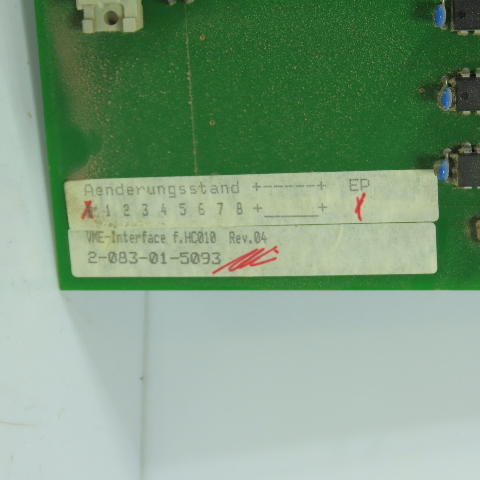 Aenderungsstand +-----+ EP
1 2 3 4 5 6 7 8 +_____+
VME-Interface f.HC010 Rev.04
2-083-01-5093